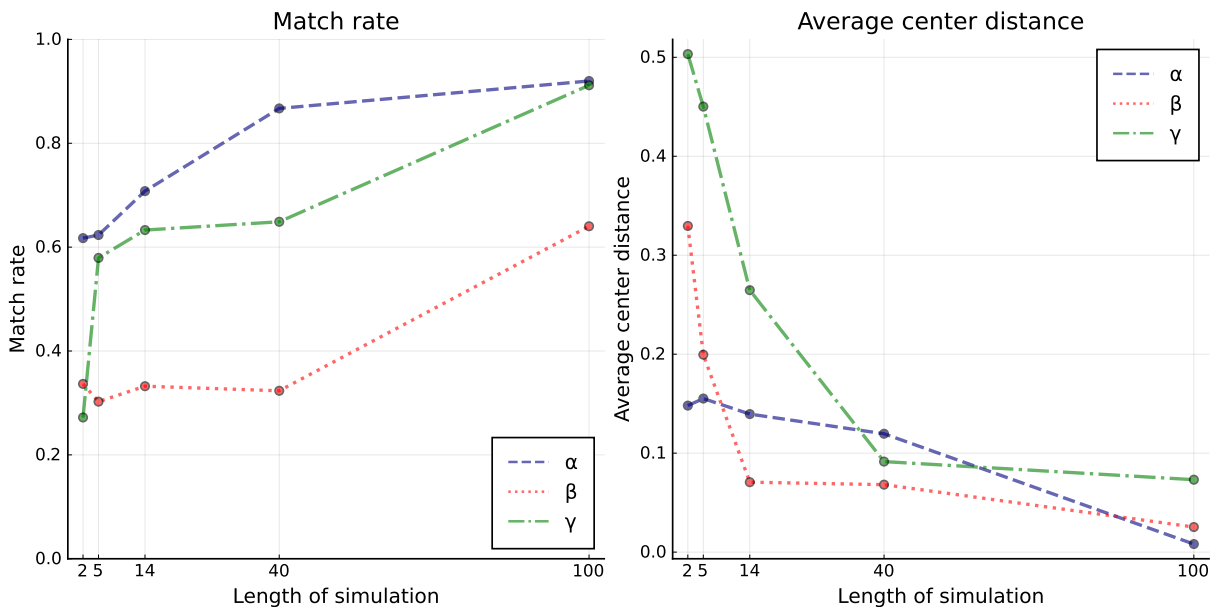 Match rate
Match rate
1.0
0.8
0.6
0.4
0.2
0.0
2 5 14 40 100
Length of simulation
α
β
γ
Average center distance
Average center distance
0.5
0.4
0.3
0.2
0.1
0.0
2 5 14 40 100
Length of simulation
α
β
γ